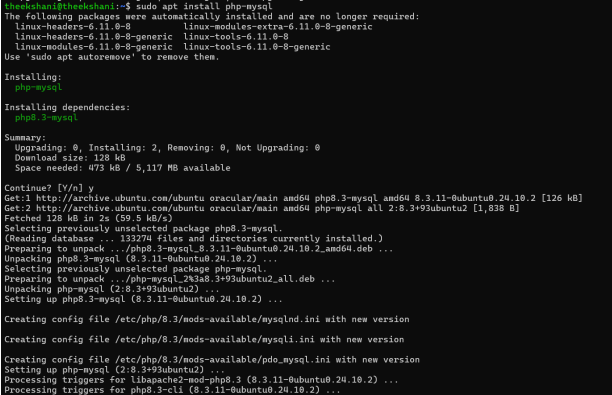 theekshani@theekshani:~$ sudo apt install php-mysql
The following packages were automatically installed and are no longer required:
  linux-headers-6.11.0-8          linux-modules-extra-6.11.0-8-generic
  linux-headers-6.11.0-8-generic  linux-tools-6.11.0-8
  linux-modules-6.11.0-8-generic  linux-tools-6.11.0-8-generic
Use 'sudo apt autoremove' to remove them.
Installing:
  php-mysql
Installing dependencies:
  php8.3-mysql
Summary:
  Upgrading: 0, Installing: 2, Removing: 0, Not Upgrading: 0
  Download size: 128 kB
  Space needed: 473 kB / 5,117 MB available
Continue? [Y/n] y
Get:1 http://archive.ubuntu.com/ubuntu oracular/main amd64 php8.3-mysql amd64 8.3.11-0ubuntu0.24.10.2 [126 kB]
Get:2 http://archive.ubuntu.com/ubuntu oracular/main amd64 php-mysql all 2:8.3+93ubuntu2 [1,838 B]
Fetched 128 kB in 2s (59.5 kB/s)
Selecting previously unselected package php8.3-mysql.
(Reading database ... 133274 files and directories currently installed.)
Preparing to unpack .../php8.3-mysql_8.3.11-0ubuntu0.24.10.2_amd64.deb ...
Unpacking php8.3-mysql (8.3.11-0ubuntu0.24.10.2) ...
Selecting previously unselected package php-mysql.
Preparing to unpack .../php-mysql_2%3a8.3+93ubuntu2_all.deb ...
Unpacking php-mysql (2:8.3+93ubuntu2) ...
Setting up php8.3-mysql (8.3.11-0ubuntu0.24.10.2) ...
Creating config file /etc/php/8.3/mods-available/mysqlnd.ini with new version
Creating config file /etc/php/8.3/mods-available/mysqli.ini with new version
Creating config file /etc/php/8.3/mods-available/pdo_mysql.ini with new version
Setting up php-mysql (2:8.3+93ubuntu2) ...
Processing triggers for libapache2-mod-php8.3 (8.3.11-0ubuntu0.24.10.2) ...
Processing triggers for php8.3-cli (8.3.11-0ubuntu0.24.10.2) ...